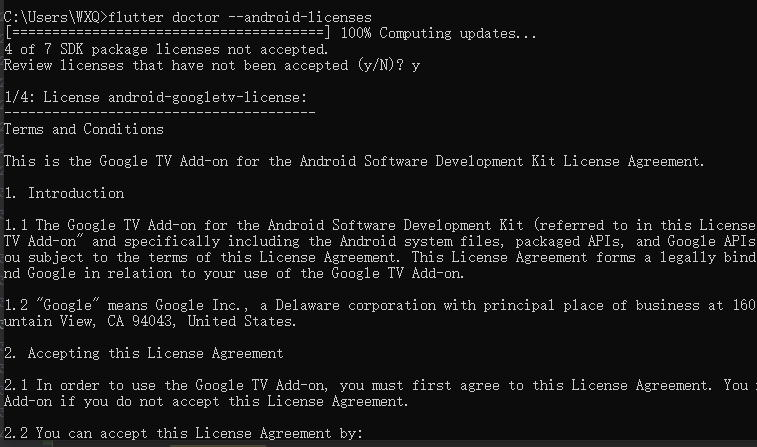 C:\Users\WXQ>flutter doctor --android-licenses
[=======================================] 100% Computing updates...
4 of 7 SDK package licenses not accepted.
Review licenses that have not been accepted (y/N)? y
1/4: License android-googletv-license:
---------------------------------------
Terms and Conditions
This is the Google TV Add-on for the Android Software Development Kit License Agreement.
1. Introduction
1.1 The Google TV Add-on for the Android Software Development Kit (referred to in this License
TV Add-on" and specifically including the Android system files, packaged APIs, and Google APIs
ou subject to the terms of this License Agreement. This License Agreement forms a legally bind
nd Google in relation to your use of the Google TV Add-on.
1.2 "Google" means Google Inc., a Delaware corporation with principal place of business at 160
untain View, CA 94043, United States.
2. Accepting this License Agreement
2.1 In order to use the Google TV Add-on, you must first agree to this License Agreement. You
Add-on if you do not accept this License Agreement.
2.2 You can accept this License Agreement by: